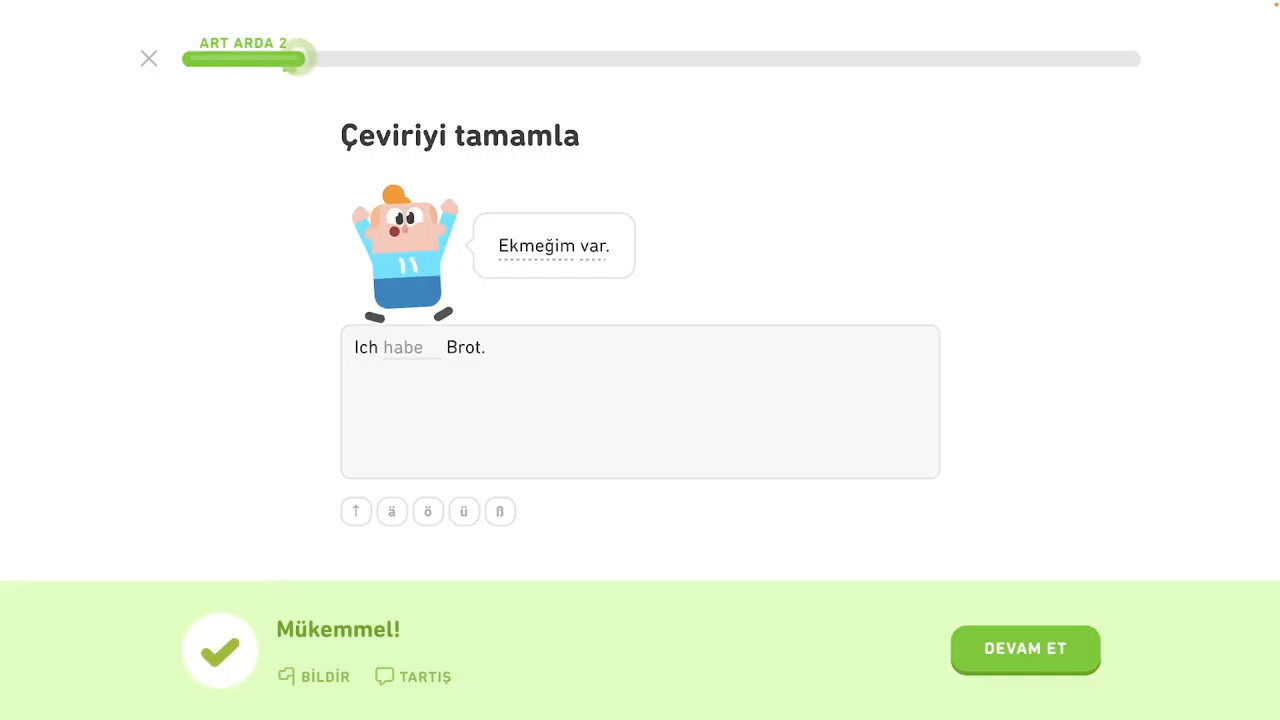 ART ARDA 2
Çeviriyi tamamla
Ekmeğim var.
Ich habe Brot.
↑ ä ö ü ß
Mükemmel!
BİLDİR TARTIŞ
DEVAM ET